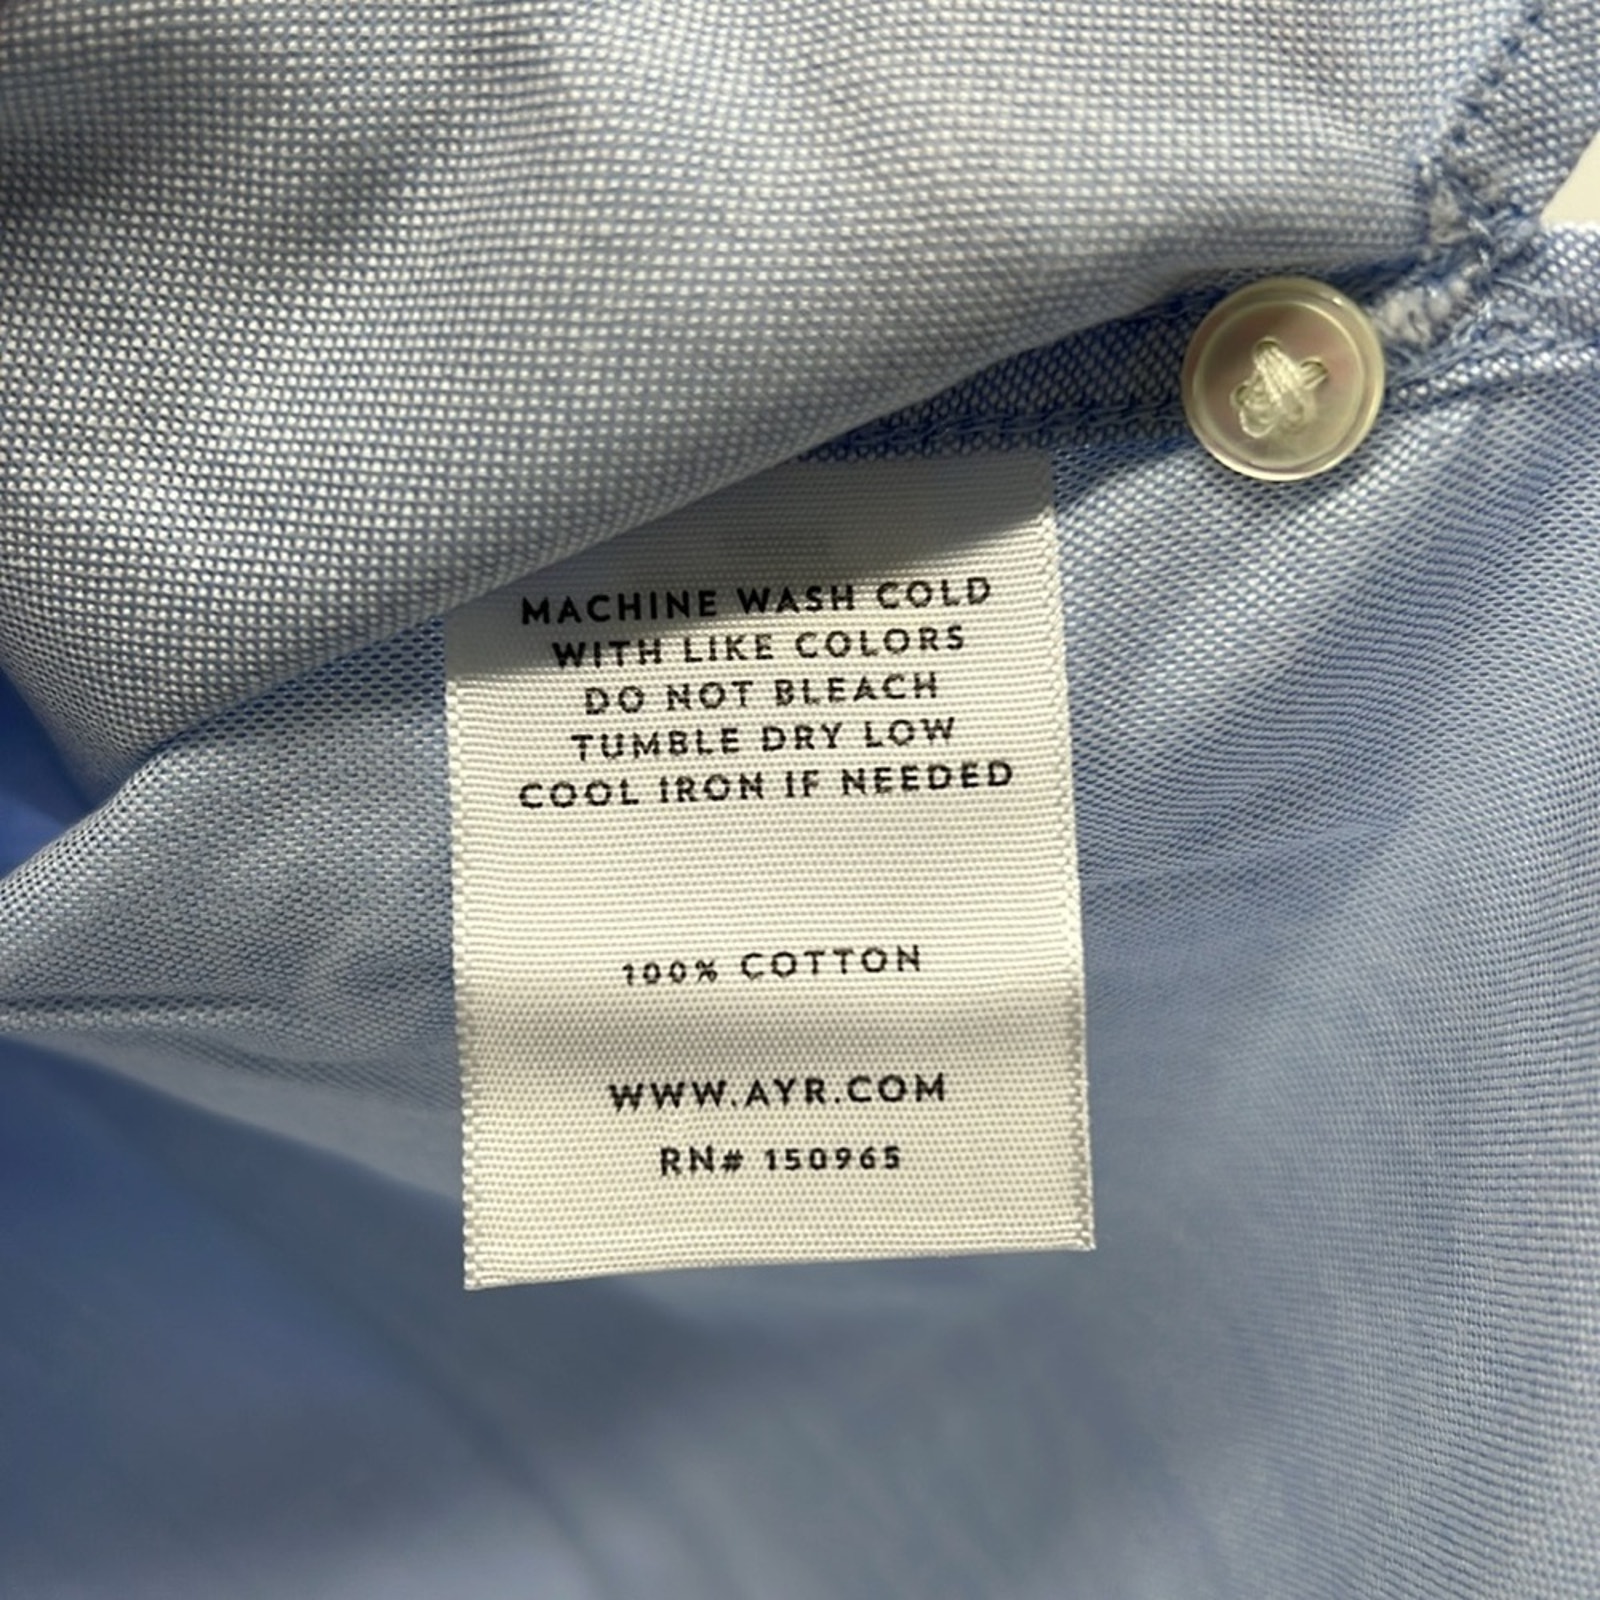 MACHINE WASH COLD
WITH LIKE COLORS
DO NOT BLEACH
TUMBLE DRY LOW
COOL IRON IF NEEDED
100% COTTON
WWW.AYR.COM
RN# 150965